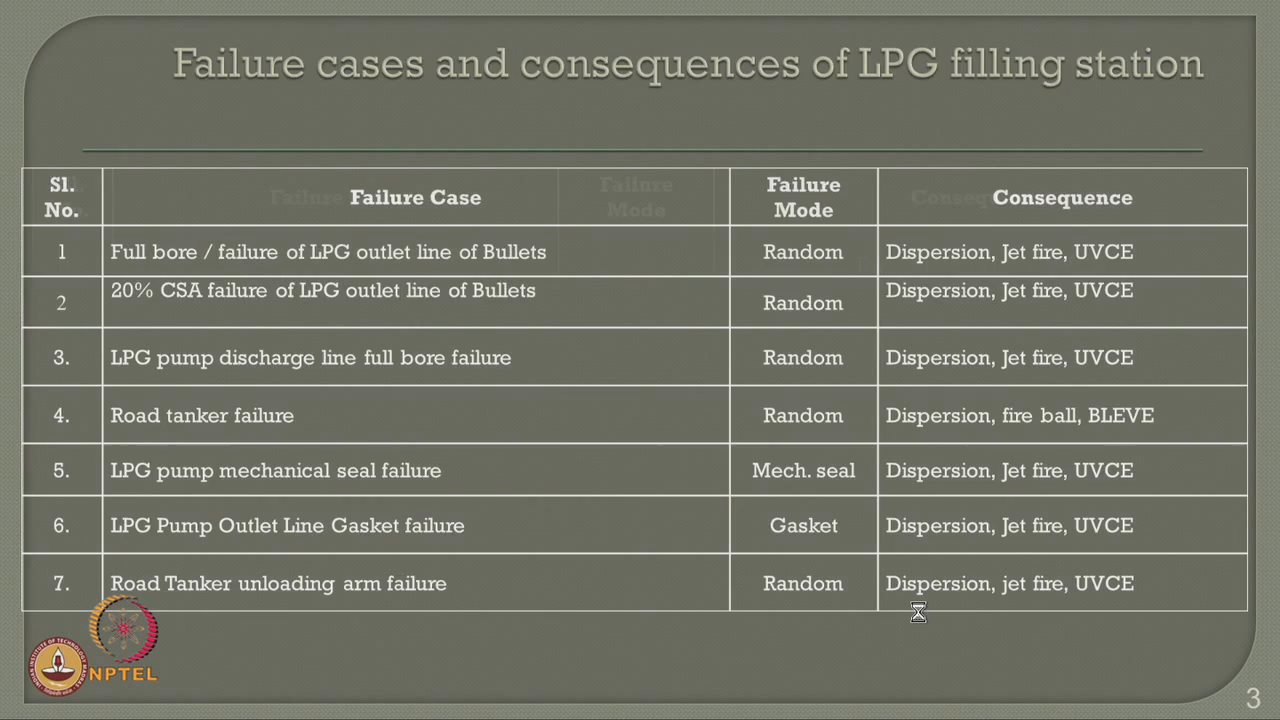 Failure cases and consequences of LPG filling station
Sl. No. Failure Case Failure Mode Consequence
1 Full bore / failure of LPG outlet line of Bullets Random Dispersion, Jet fire, UVCE
2 20% CSA failure of LPG outlet line of Bullets Random Dispersion, Jet fire, UVCE
3. LPG pump discharge line full bore failure Random Dispersion, Jet fire, UVCE
4. Road tanker failure Random Dispersion, fire ball, BLEVE
5. LPG pump mechanical seal failure Mech. seal Dispersion, Jet fire, UVCE
6. LPG Pump Outlet Line Gasket failure Gasket Dispersion, Jet fire, UVCE
7. Road Tanker unloading arm failure Random Dispersion, jet fire, UVCE
NPTEL
3